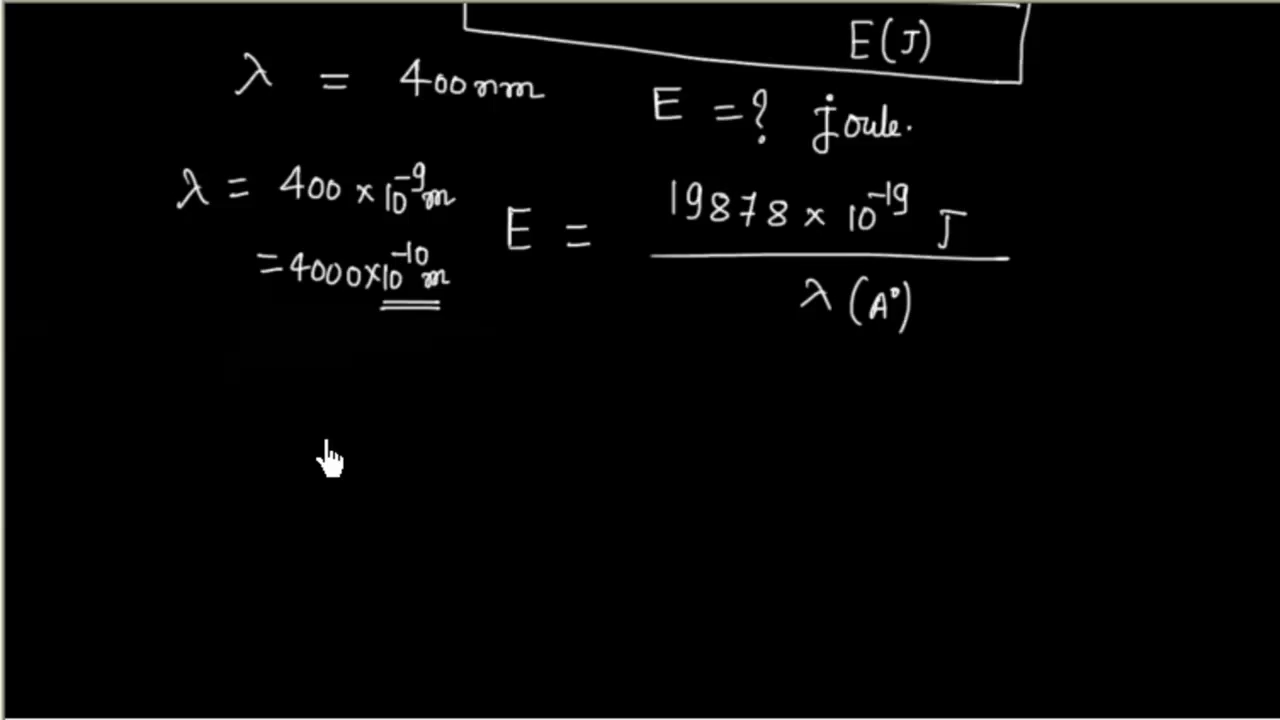 E(J)
λ = 400nm
E = ? joule.
λ = 400 × 10⁻⁹m
= 4000×10⁻¹⁰m
E = 19878 × 10⁻¹⁹ J
λ (A°)